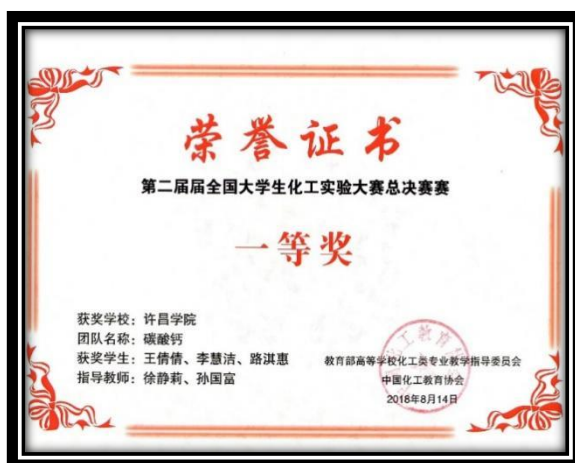 荣誉证书
第二届届全国大学生化工实验大赛总决赛赛
一等奖
获奖学校：许昌学院
团队名称：碳酸钙
获奖学生：王倩倩、李慧洁、路淇惠
指导教师：徐静莉、孙国富
教育部高等学校化工类专业教学指导委员会
中国化工教育协会
2018年8月14日